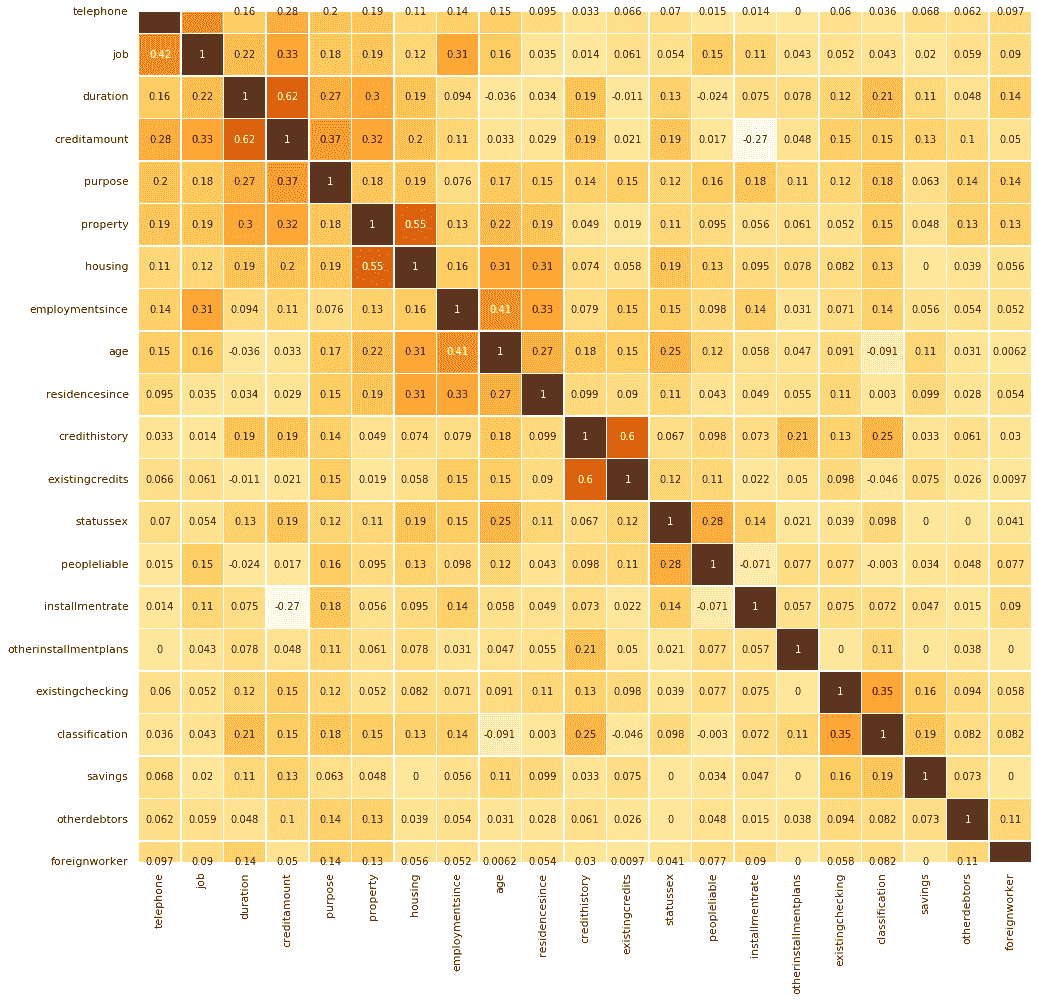 telephone 0.16 0.28 0.2 0.19 0.11 0.14 0.15 0.095 0.033 0.066 0.07 0.015 0.014 0 0.06 0.036 0.068 0.062 0.097
job 0.42 1 0.22 0.33 0.18 0.19 0.12 0.31 0.16 0.035 0.014 0.061 0.054 0.15 0.11 0.043 0.052 0.043 0.02 0.059 0.09
duration 0.16 0.22 1 0.62 0.27 0.3 0.19 0.094 -0.036 0.034 0.19 -0.011 0.13 -0.024 0.075 0.078 0.12 0.21 0.11 0.048 0.14
creditamount 0.28 0.33 0.62 1 0.37 0.32 0.2 0.11 0.033 0.029 0.19 0.021 0.19 0.017 -0.27 0.048 0.15 0.15 0.13 0.1 0.05
purpose 0.2 0.18 0.27 0.37 1 0.18 0.19 0.076 0.17 0.15 0.14 0.15 0.12 0.16 0.18 0.11 0.12 0.18 0.063 0.14 0.14
property 0.19 0.19 0.3 0.32 0.18 1 0.55 0.13 0.22 0.19 0.049 0.019 0.11 0.095 0.056 0.061 0.052 0.15 0.048 0.13 0.13
housing 0.11 0.12 0.19 0.2 0.19 0.55 1 0.16 0.31 0.31 0.074 0.058 0.19 0.13 0.095 0.078 0.082 0.13 0 0.039 0.056
employmentsince 0.14 0.31 0.094 0.11 0.076 0.13 0.16 1 0.41 0.33 0.079 0.15 0.15 0.098 0.14 0.031 0.071 0.14 0.056 0.054 0.052
age 0.15 0.16 -0.036 0.033 0.17 0.22 0.31 0.41 1 0.27 0.18 0.15 0.25 0.12 0.058 0.047 0.091 -0.091 0.11 0.031 0.0062
residencesince 0.095 0.035 0.034 0.029 0.15 0.19 0.31 0.33 0.27 1 0.099 0.09 0.11 0.043 0.049 0.055 0.11 0.003 0.099 0.028 0.054
credithistory 0.033 0.014 0.19 0.19 0.14 0.049 0.074 0.079 0.18 0.099 1 0.6 0.067 0.098 0.073 0.21 0.13 0.25 0.033 0.061 0.03
existingcredits 0.066 0.061 -0.011 0.021 0.15 0.019 0.058 0.15 0.15 0.09 0.6 1 0.12 0.11 0.022 0.05 0.098 -0.046 0.075 0.026 0.0097
statussex 0.07 0.054 0.13 0.19 0.12 0.11 0.19 0.15 0.25 0.11 0.067 0.12 1 0.28 0.14 0.021 0.039 0.098 0 0 0.041
peopleliable 0.015 0.15 -0.024 0.017 0.16 0.095 0.13 0.098 0.12 0.043 0.098 0.11 0.28 1 -0.071 0.077 0.077 -0.003 0.034 0.048 0.077
installmentrate 0.014 0.11 0.075 -0.27 0.18 0.056 0.095 0.14 0.058 0.049 0.073 0.022 0.14 -0.071 1 0.057 0.075 0.072 0.047 0.015 0.09
otherinstallmentplans 0 0.043 0.078 0.048 0.11 0.061 0.078 0.031 0.047 0.055 0.21 0.05 0.021 0.077 0.057 1 0 0.11 0 0.038 0
existingchecking 0.06 0.052 0.12 0.15 0.12 0.052 0.082 0.071 0.091 0.11 0.13 0.098 0.039 0.077 0.075 0 1 0.35 0.16 0.094 0.058
classification 0.036 0.043 0.21 0.15 0.18 0.15 0.13 0.14 -0.091 0.003 0.25 -0.046 0.098 -0.003 0.072 0.11 0.35 1 0.19 0.082 0.082
savings 0.068 0.02 0.11 0.13 0.063 0.048 0 0.056 0.11 0.099 0.033 0.075 0 0.034 0.047 0 0.16 0.19 1 0.073 0
otherdebtors 0.062 0.059 0.048 0.1 0.14 0.13 0.039 0.054 0.031 0.028 0.061 0.026 0 0.048 0.015 0.038 0.094 0.082 0.073 1 0.11
foreignworker 0.097 0.09 0.14 0.05 0.14 0.13 0.056 0.052 0.0062 0.054 0.03 0.0097 0.041 0.077 0.09 0 0.058 0.082 0 0.11
telephone job duration creditamount purpose property housing employmentsince age residencesince credithistory existingcredits statussex peopleliable installmentrate otherinstallmentplans existingchecking classification savings otherdebtors foreignworker